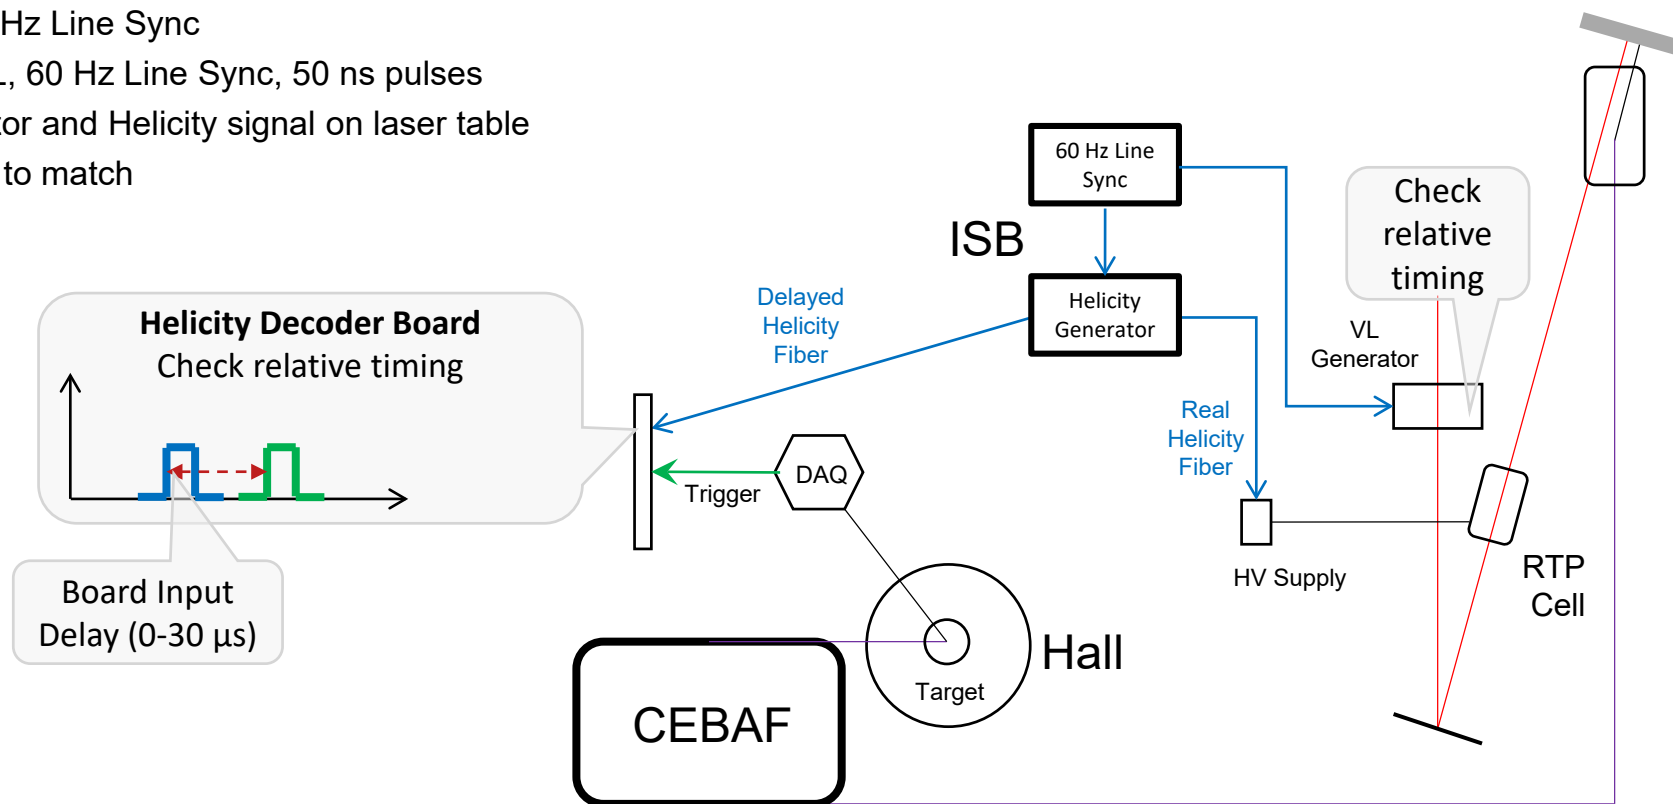 Hz Line Sync
, 60 Hz Line Sync, 50 ns pulses
and Helicity signal on laser table
to match
60 Hz Line
Sync
Check
relative
timing
ISB
Delayed
Helicity
Fiber
Helicity
Generator
VL
Generator
Helicity Decoder Board
Check relative timing
Real
Helicity
Fiber
DAQ
Trigger
HV Supply
RTP
Cell
Board Input
Delay (0-30 µs)
Hall
Target
CEBAF